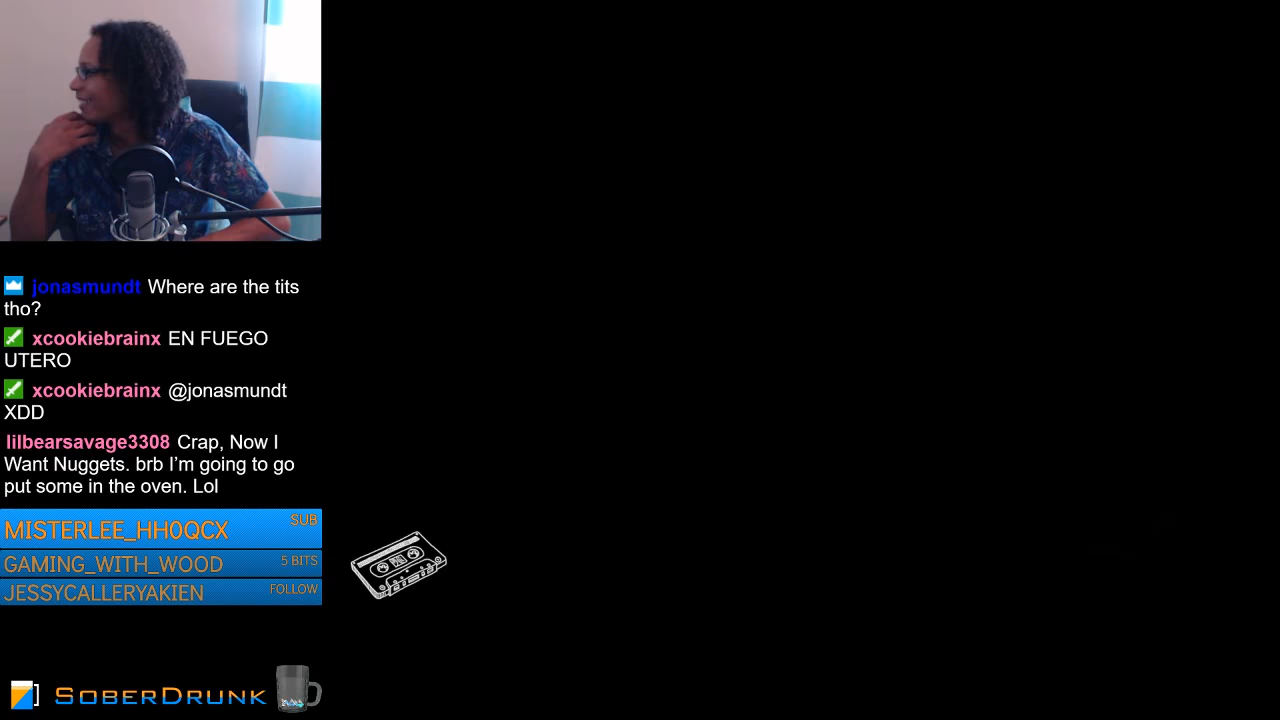 jonasmundt Where are the tits
tho?
xcookiebrainx EN FUEGO
UTERO
xcookiebrainx @jonasmundt
XDD
lilbearsavage3308 Crap, Now I
Want Nuggets. brb I’m going to go
put some in the oven. Lol
MISTERLEE_HH0QCX SUB
GAMING_WITH_WOOD 5 BITS
JESSYCALLERYAKIEN FOLLOW
SOBERDRUNK